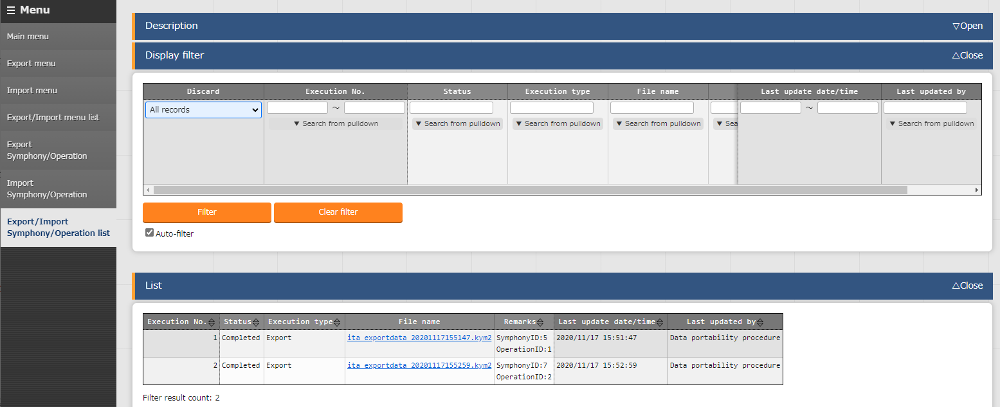 ☰ Menu
Main menu
Export menu
Import menu
Export/Import menu list
Export
Symphony/Operation
Import
Symphony/Operation
Export/Import
Symphony/Operation list
Description ▽Open
Display filter △Close
Discard Execution No. Status Execution type File name Last update date/time Last updated by
All records ~ ~
▼ Search from pulldown ▼ Search from pulldown ▼ Search from pulldown ▼ Search from pulldown ▼ Sea ▼ Search from pulldown
Filter Clear filter
Auto-filter
List △Close
Execution No. Status Execution type File name Remarks Last update date/time Last updated by
1 Completed Export ita_exportdata_20201117155147.kym2 SymphonyID:5 2020/11/17 15:51:47 Data portability procedure
OperationID:1
2 Completed Export ita_exportdata_20201117155259.kym2 SymphonyID:7 2020/11/17 15:52:59 Data portability procedure
OperationID:2
Filter result count: 2